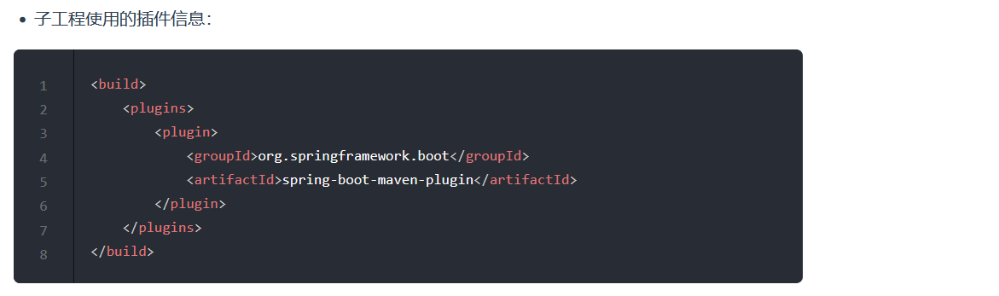 • 子工程使用的插件信息：
1 <build>
2     <plugins>
3         <plugin>
4             <groupId>org.springframework.boot</groupId>
5             <artifactId>spring-boot-maven-plugin</artifactId>
6         </plugin>
7     </plugins>
8 </build>